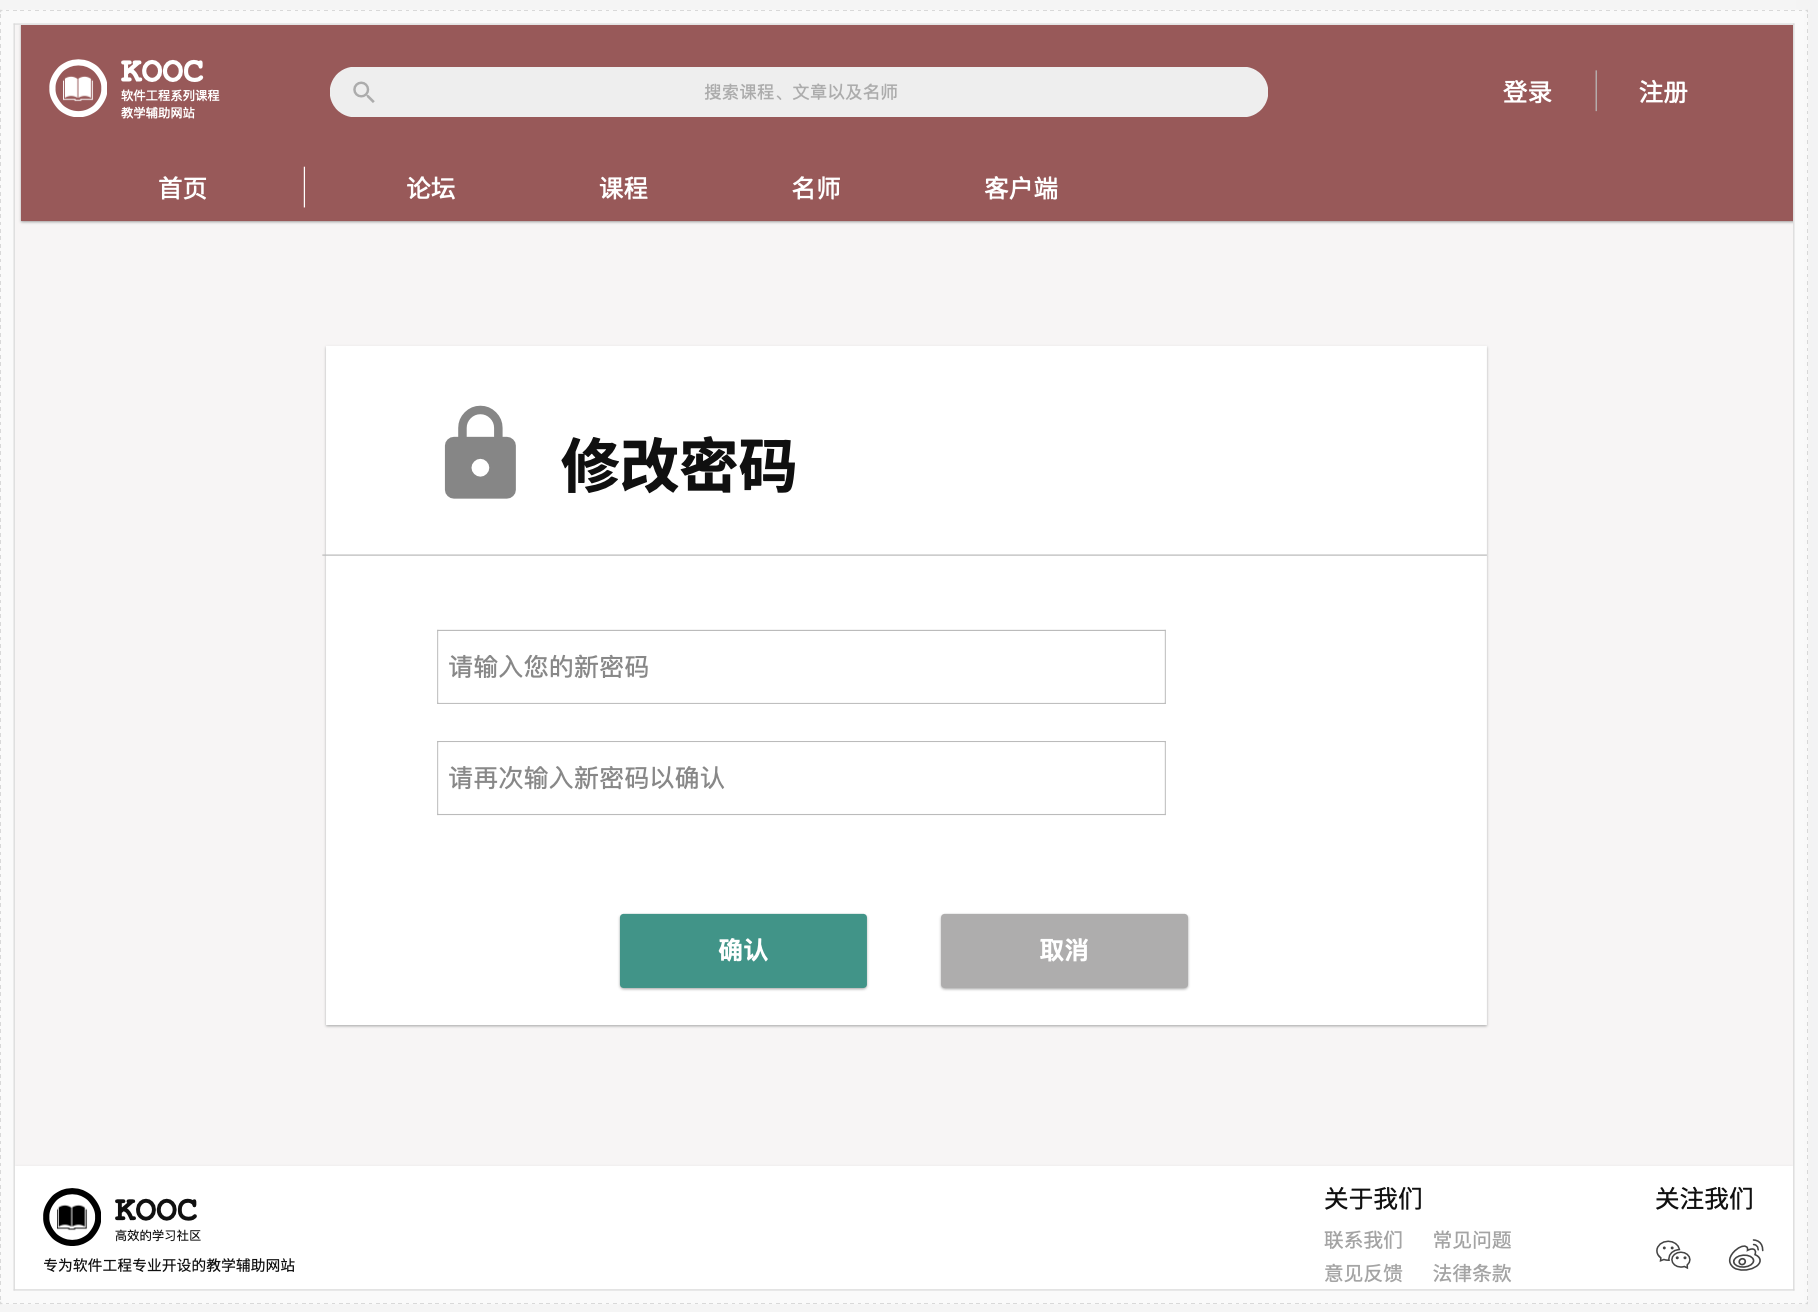 KOOC
软件工程系列课程
教学辅助网站
搜索课程、文章以及名师
登录
注册
首页
论坛
课程
名师
客户端
修改密码
请输入您的新密码
请再次输入新密码以确认
确认
取消
KOOC
高效的学习社区
专为软件工程专业开设的教学辅助网站
关于我们
联系我们 常见问题
意见反馈 法律条款
关注我们